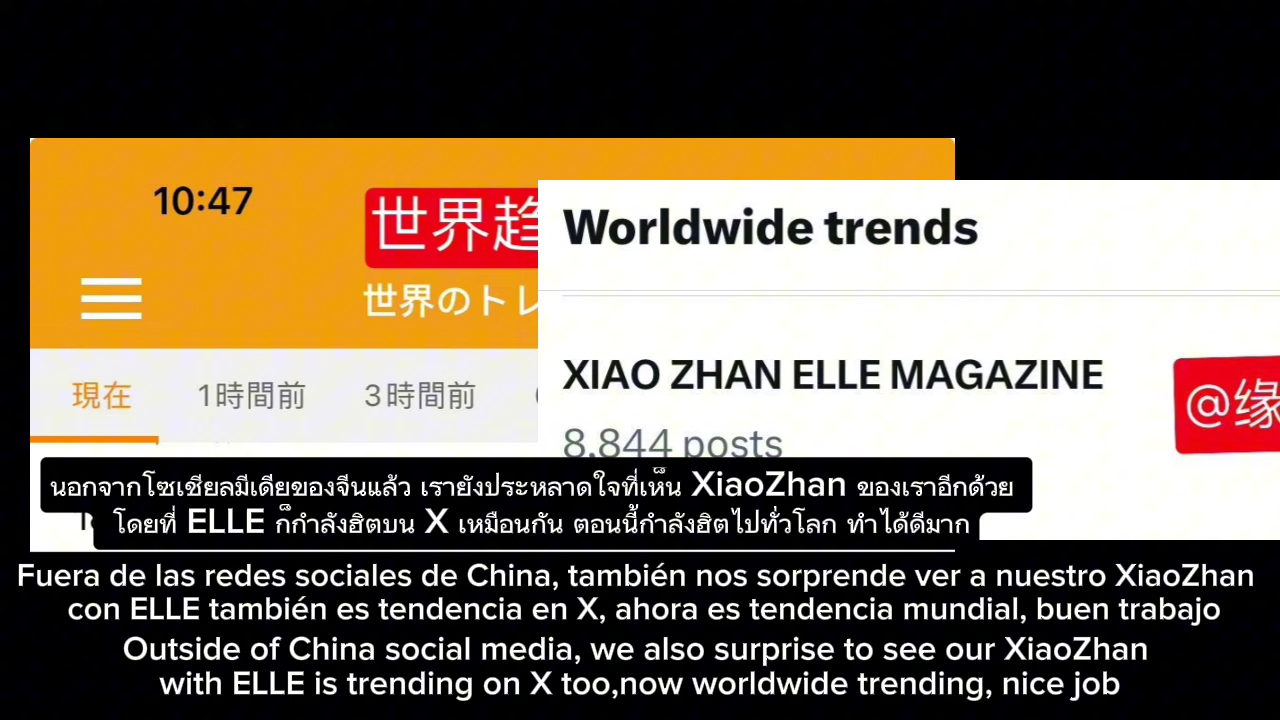 10:47
世界趋
世界のトレ
現在
1時間前
3時間前
Worldwide trends
XIAO ZHAN ELLE MAGAZINE
8,844 posts
@缘
นอกจากโซเชียลมีเดียของจีนแล้ว เรายังประหลาดใจที่เห็น XiaoZhan ของเราอีกด้วย
โดยที่ ELLE ก็กำลังฮิตบน X เหมือนกัน ตอนนี้กำลังฮิตไปทั่วโลก ทำได้ดีมาก
Fuera de las redes sociales de China, también nos sorprende ver a nuestro XiaoZhan
con ELLE también es tendencia en X, ahora es tendencia mundial, buen trabajo
Outside of China social media, we also surprise to see our XiaoZhan
with ELLE is trending on X too,now worldwide trending, nice job